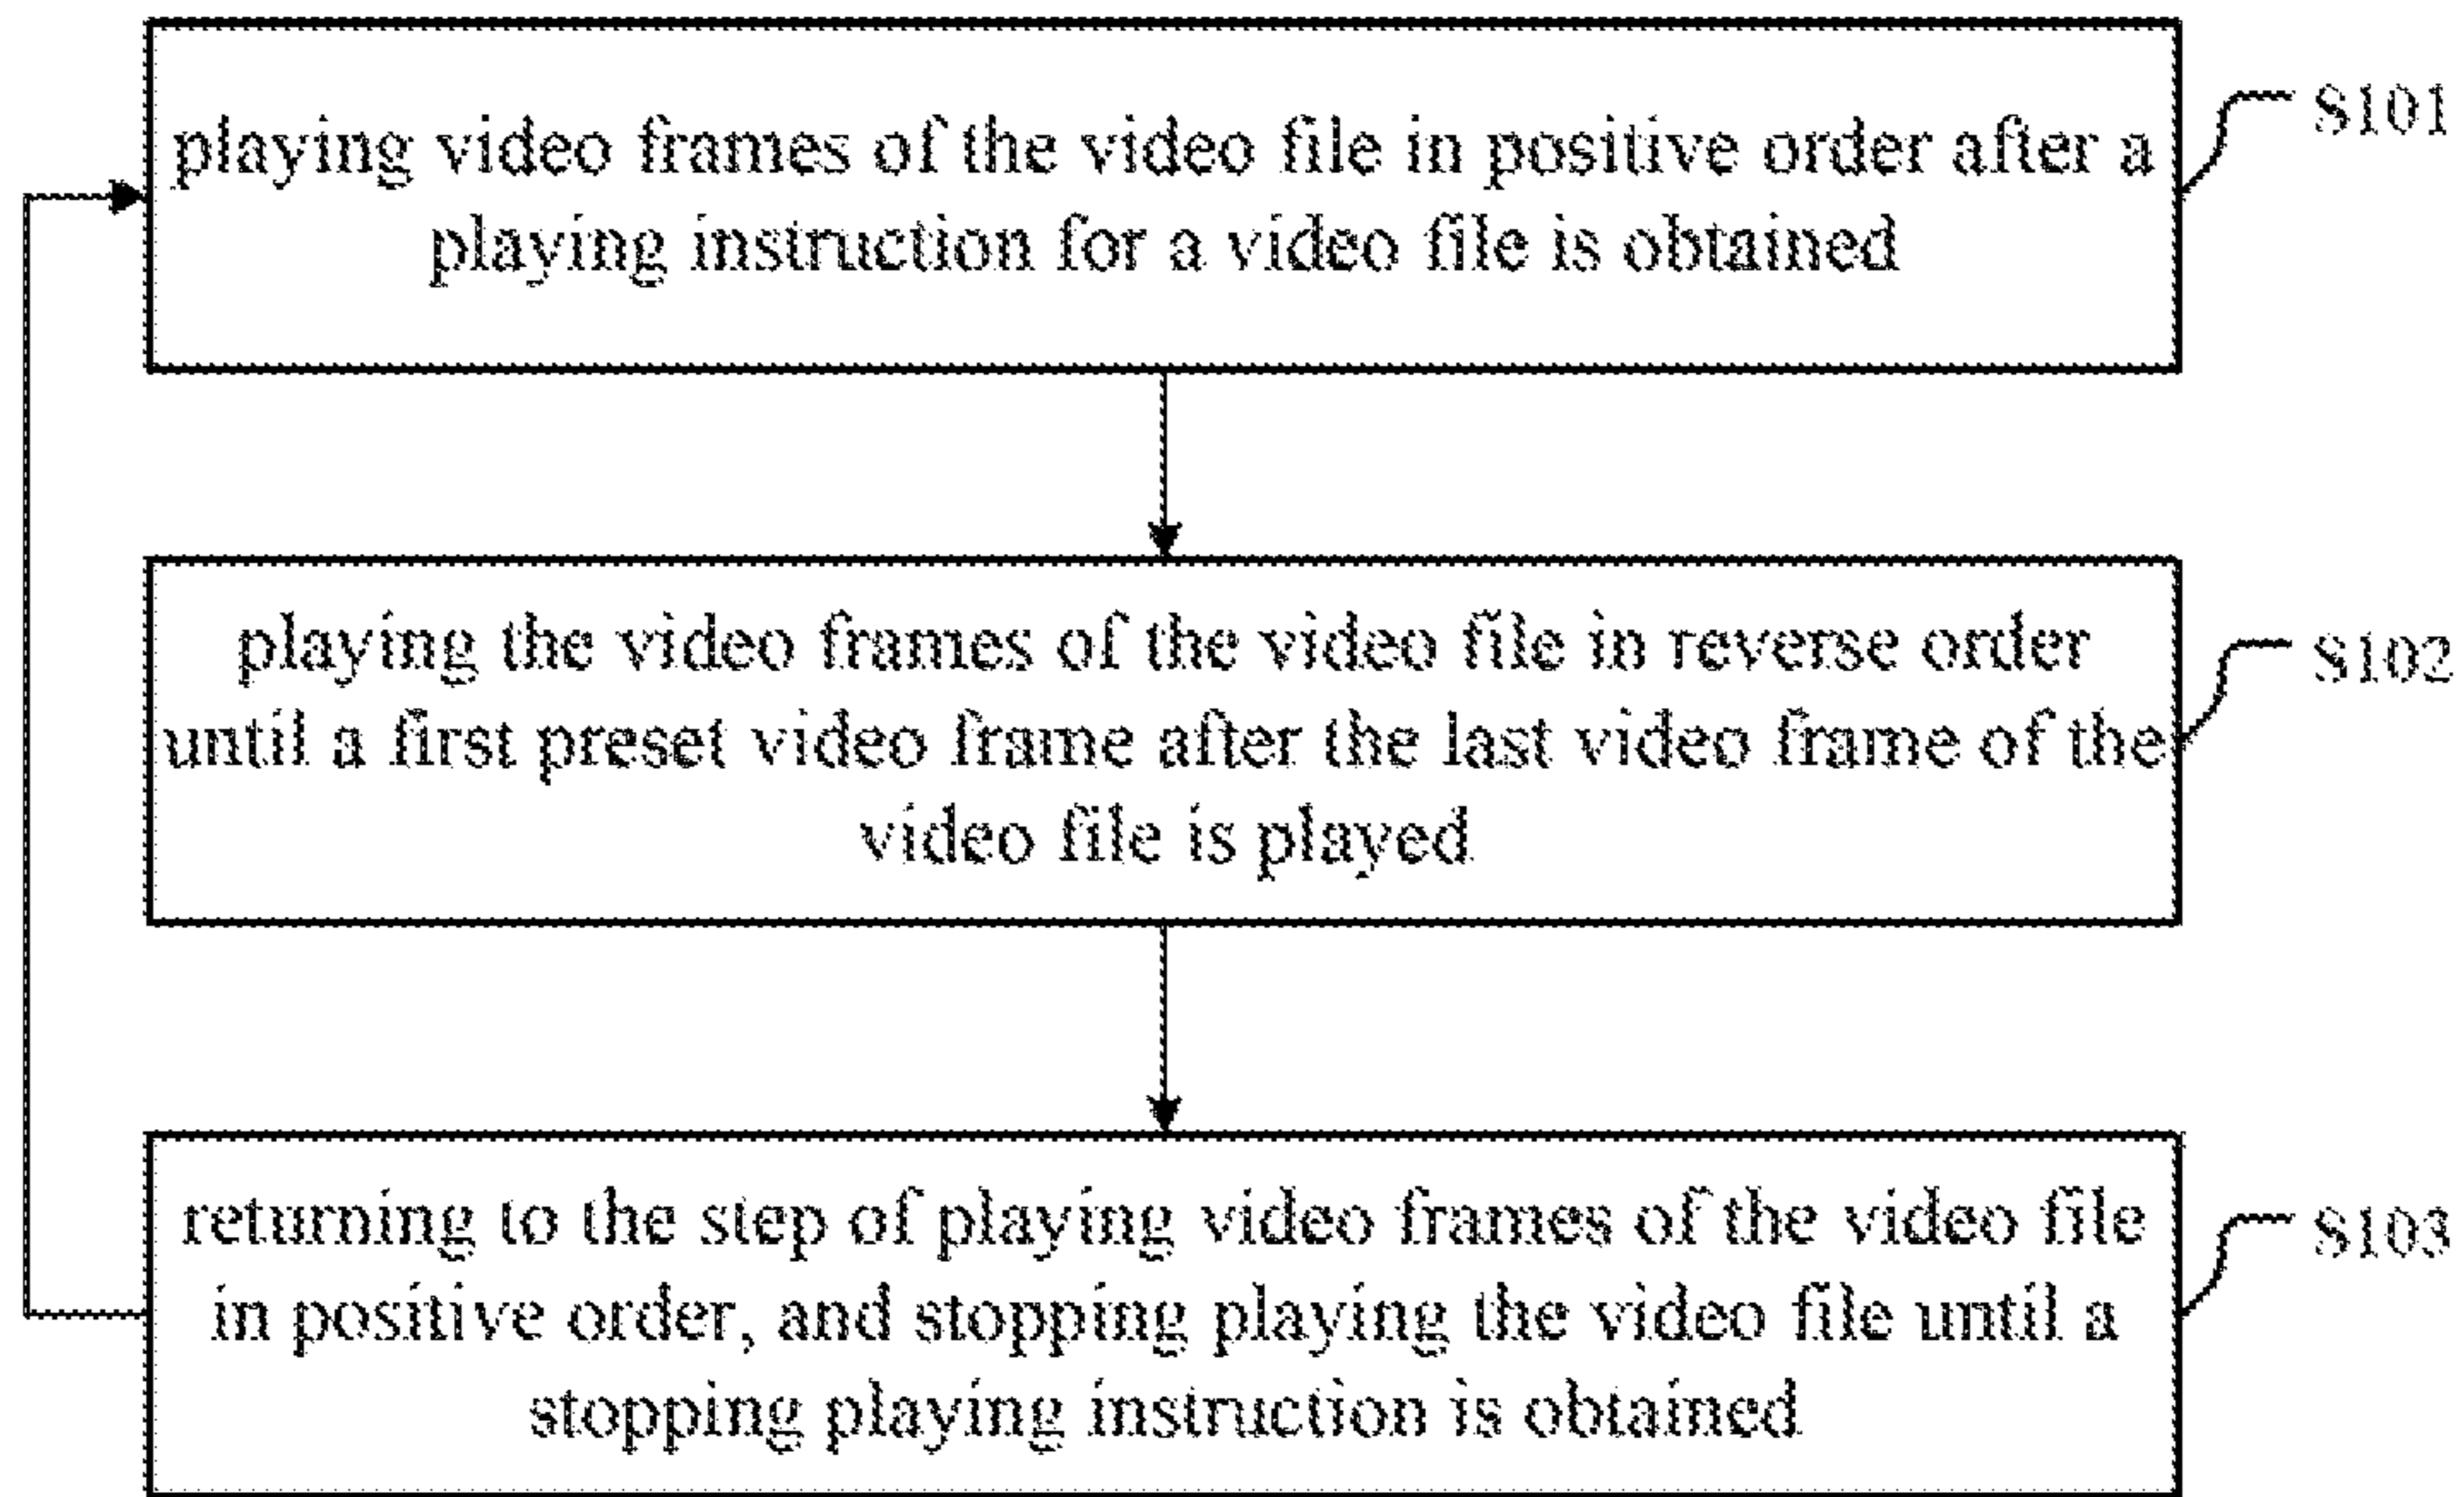 playing video frames of the video file in positive order after a
playing instruction for a video file is obtained
S101
playing the video frames of the video file in reverse order
until a first preset video frame after the last video frame of the
video file is played
S102
returning to the step of playing video frames of the video file
in positive order, and stopping playing the video file until a
stopping playing instruction is obtained
S103